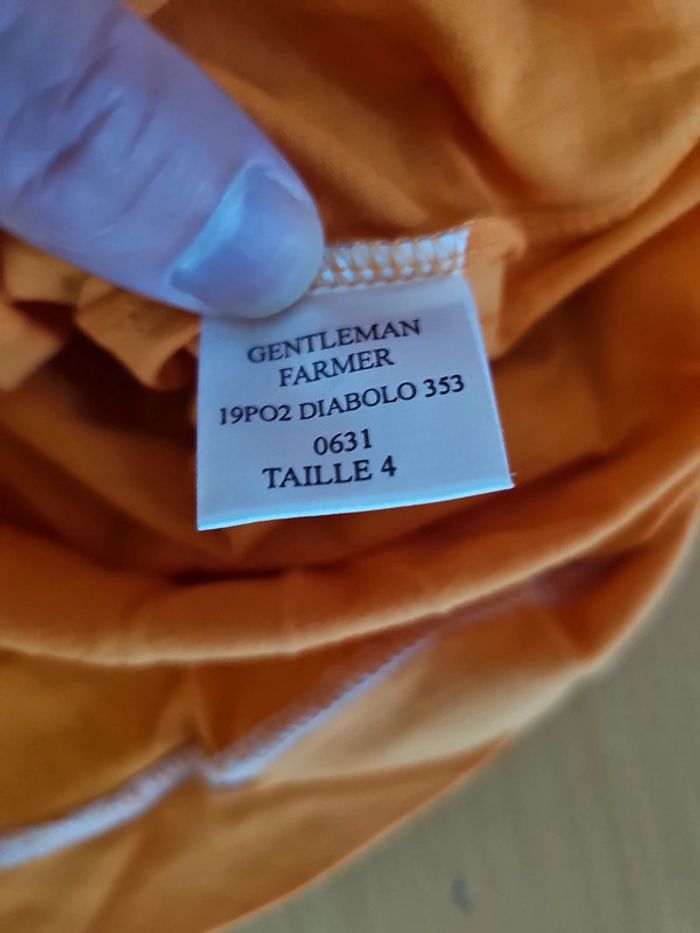 GENTLEMAN
FARMER
19PO2 DIABOLO 353
0631
TAILLE 4